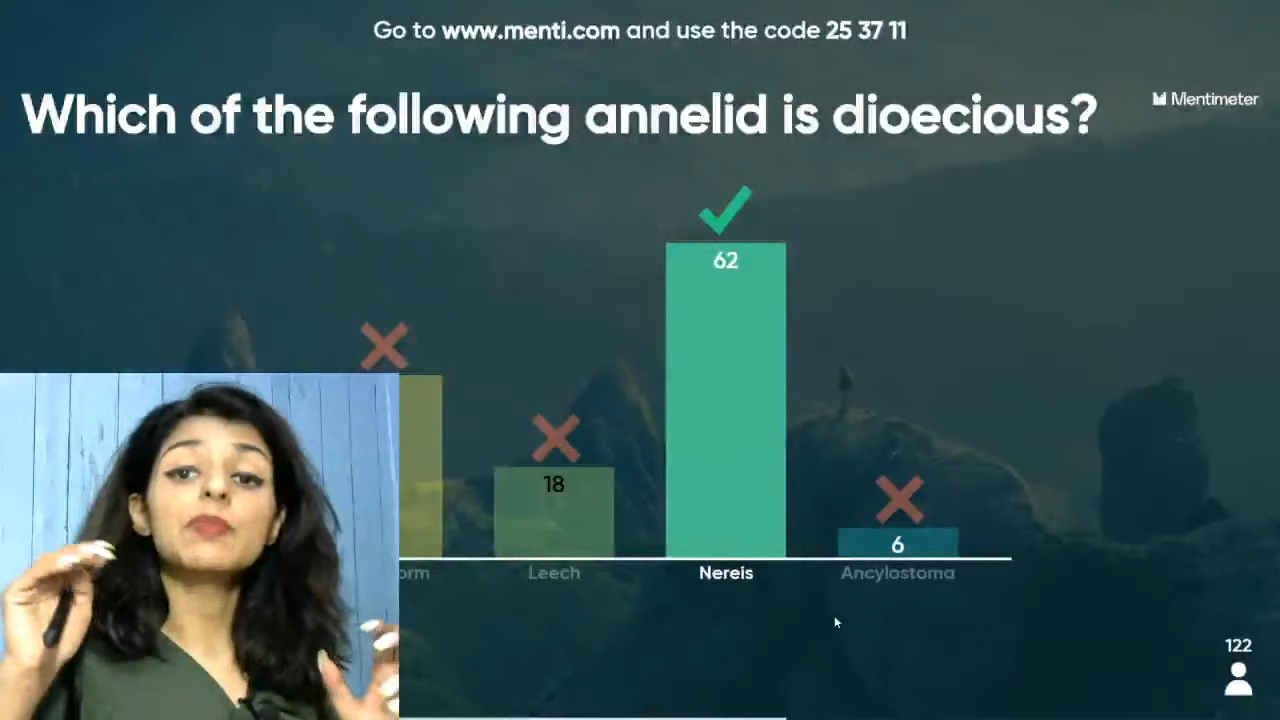 Go to www.menti.com and use the code 25 37 11
Which of the following annelid is dioecious?
Mentimeter
62
18
6
Leech
Nereis
Ancylostoma
122